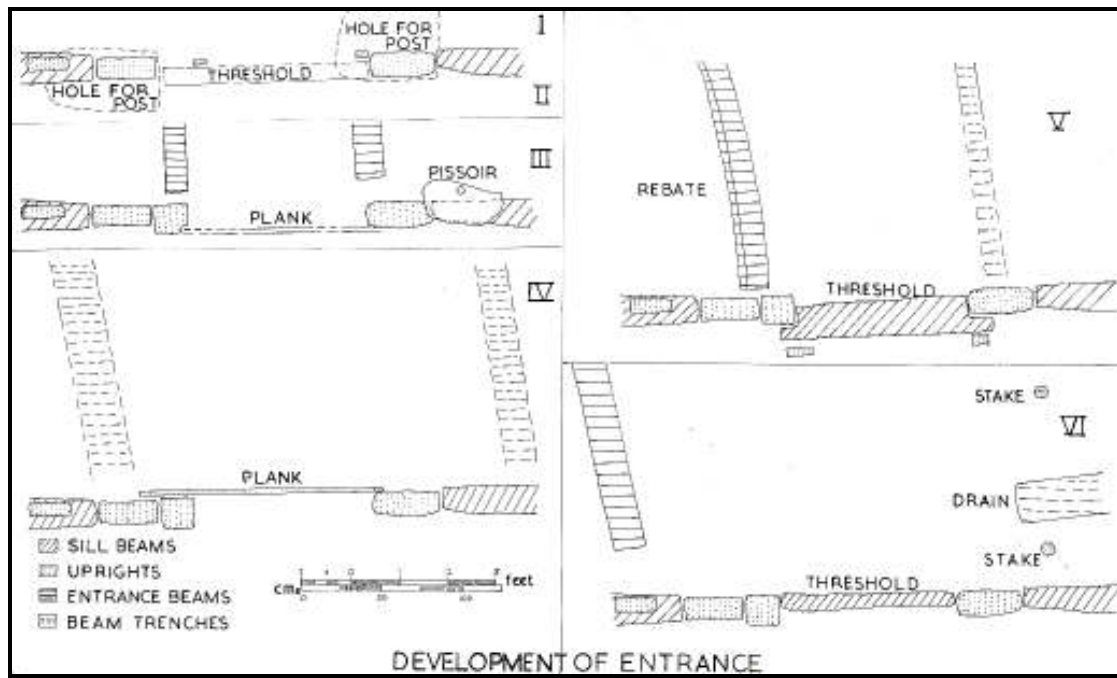 I
HOLE FOR
POST
THRESHOLD
HOLE FOR
POST
II
III
PISSOIR
PLANK
IV
PLANK
SILL BEAMS
UPRIGHTS
ENTRANCE BEAMS
BEAM TRENCHES
feet
cms
V
REBATE
THRESHOLD
STAKE
VI
DRAIN
STAKE
THRESHOLD
DEVELOPMENT OF ENTRANCE